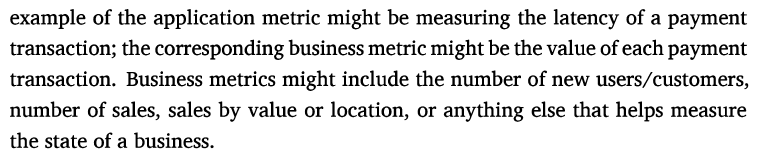 example of the application metric might be measuring the latency of a payment
transaction; the corresponding business metric might be the value of each payment
transaction. Business metrics might include the number of new users/customers,
number of sales, sales by value or location, or anything else that helps measure
the state of a business.